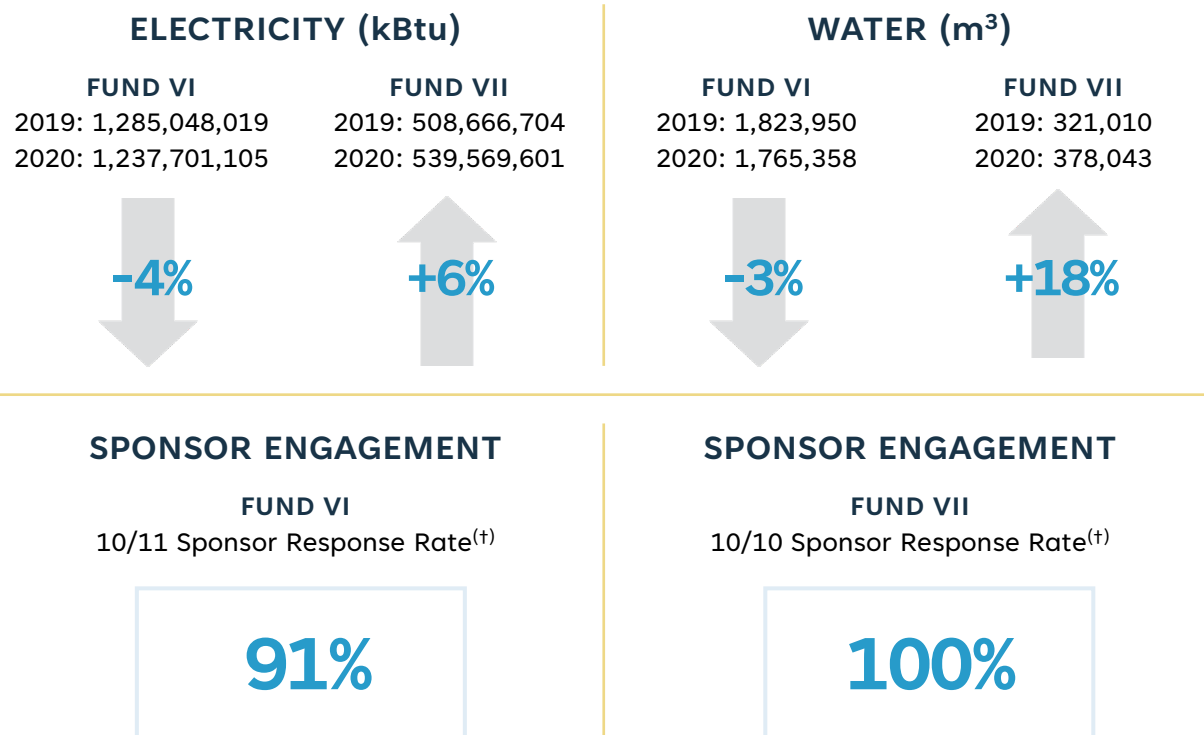 ELECTRICITY (kBtu)
FUND VI
2019: 1,285,048,019
2020: 1,237,701,105
-4%
FUND VII
2019: 508,666,704
2020: 539,569,601
+6%
WATER (m³)
FUND VI
2019: 1,823,950
2020: 1,765,358
-3%
FUND VII
2019: 321,010
2020: 378,043
+18%
SPONSOR ENGAGEMENT
FUND VI
10/11 Sponsor Response Rate(†)
91%
SPONSOR ENGAGEMENT
FUND VII
10/10 Sponsor Response Rate(†)
100%